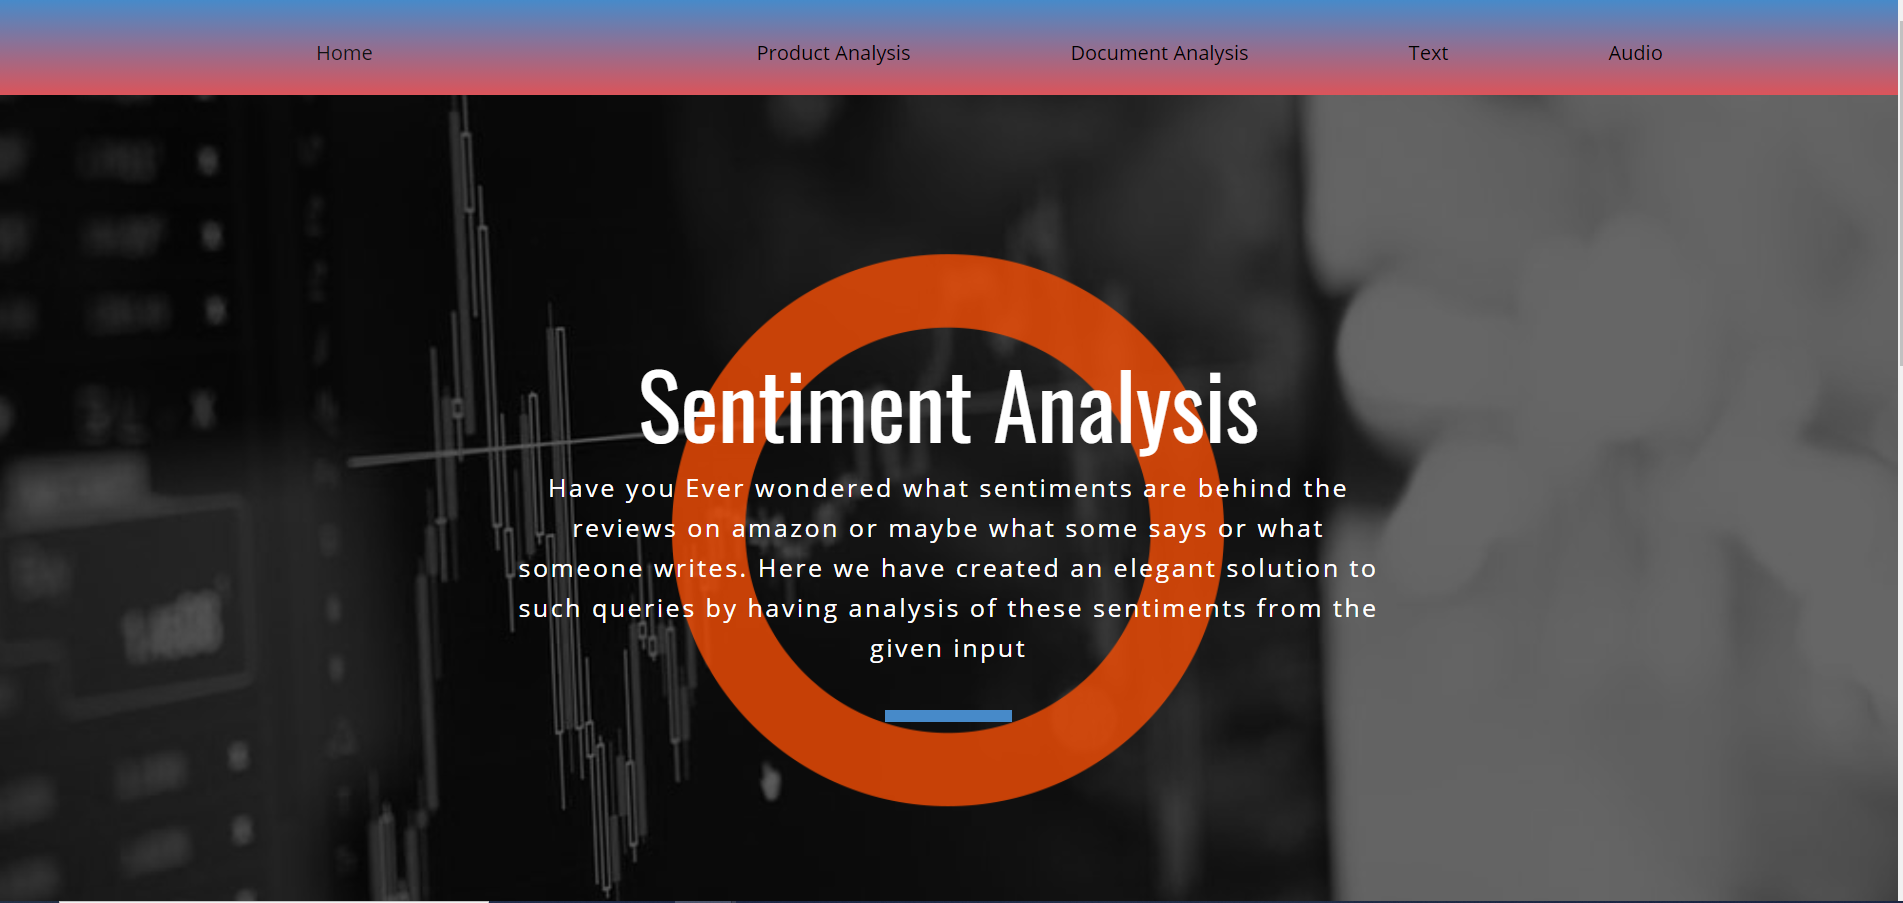 Home
Product Analysis
Document Analysis
Text
Audio
Sentiment Analysis
Have you Ever wondered what sentiments are behind the
reviews on amazon or maybe what some says or what
someone writes. Here we have created an elegant solution to
such queries by having analysis of these sentiments from the
given input